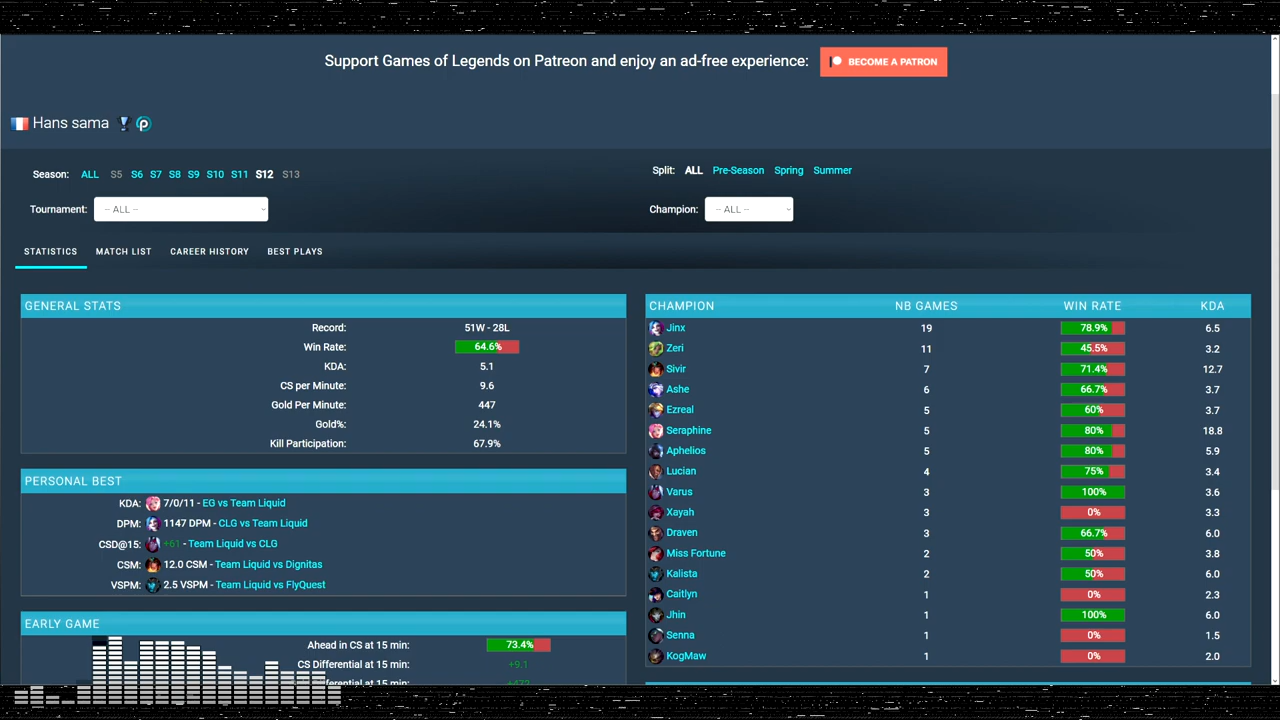 Support Games of Legends on Patreon and enjoy an ad-free experience: BECOME A PATRON
Hans sama
Season: ALL S5 S6 S7 S8 S9 S10 S11 S12 S13
Split: ALL Pre-Season Spring Summer
Tournament: -- ALL --
Champion: -- ALL --
STATISTICS MATCH LIST CAREER HISTORY BEST PLAYS
GENERAL STATS
Record: 51W - 28L
Win Rate: 64.6%
KDA: 5.1
CS per Minute: 9.6
Gold Per Minute: 447
Gold%: 24.1%
Kill Participation: 67.9%
PERSONAL BEST
KDA: 7/0/11 - EG vs Team Liquid
DPM: 1147 DPM - CLG vs Team Liquid
CSD@15: +61 - Team Liquid vs CLG
CSM: 12.0 CSM - Team Liquid vs Dignitas
VSPM: 2.5 VSPM - Team Liquid vs FlyQuest
EARLY GAME
Ahead in CS at 15 min: 73.4%
CS Differential at 15 min: +9.1
ifferential at 15 min: +472
CHAMPION NB GAMES WIN RATE KDA
Jinx 19 78.9% 6.5
Zeri 11 45.5% 3.2
Sivir 7 71.4% 12.7
Ashe 6 66.7% 3.7
Ezreal 5 60% 3.7
Seraphine 5 80% 18.8
Aphelios 5 80% 5.9
Lucian 4 75% 3.4
Varus 3 100% 3.6
Xayah 3 0% 3.3
Draven 3 66.7% 6.0
Miss Fortune 2 50% 3.8
Kalista 2 50% 6.0
Caitlyn 1 0% 2.3
Jhin 1 100% 6.0
Senna 1 0% 1.5
KogMaw 1 0% 2.0